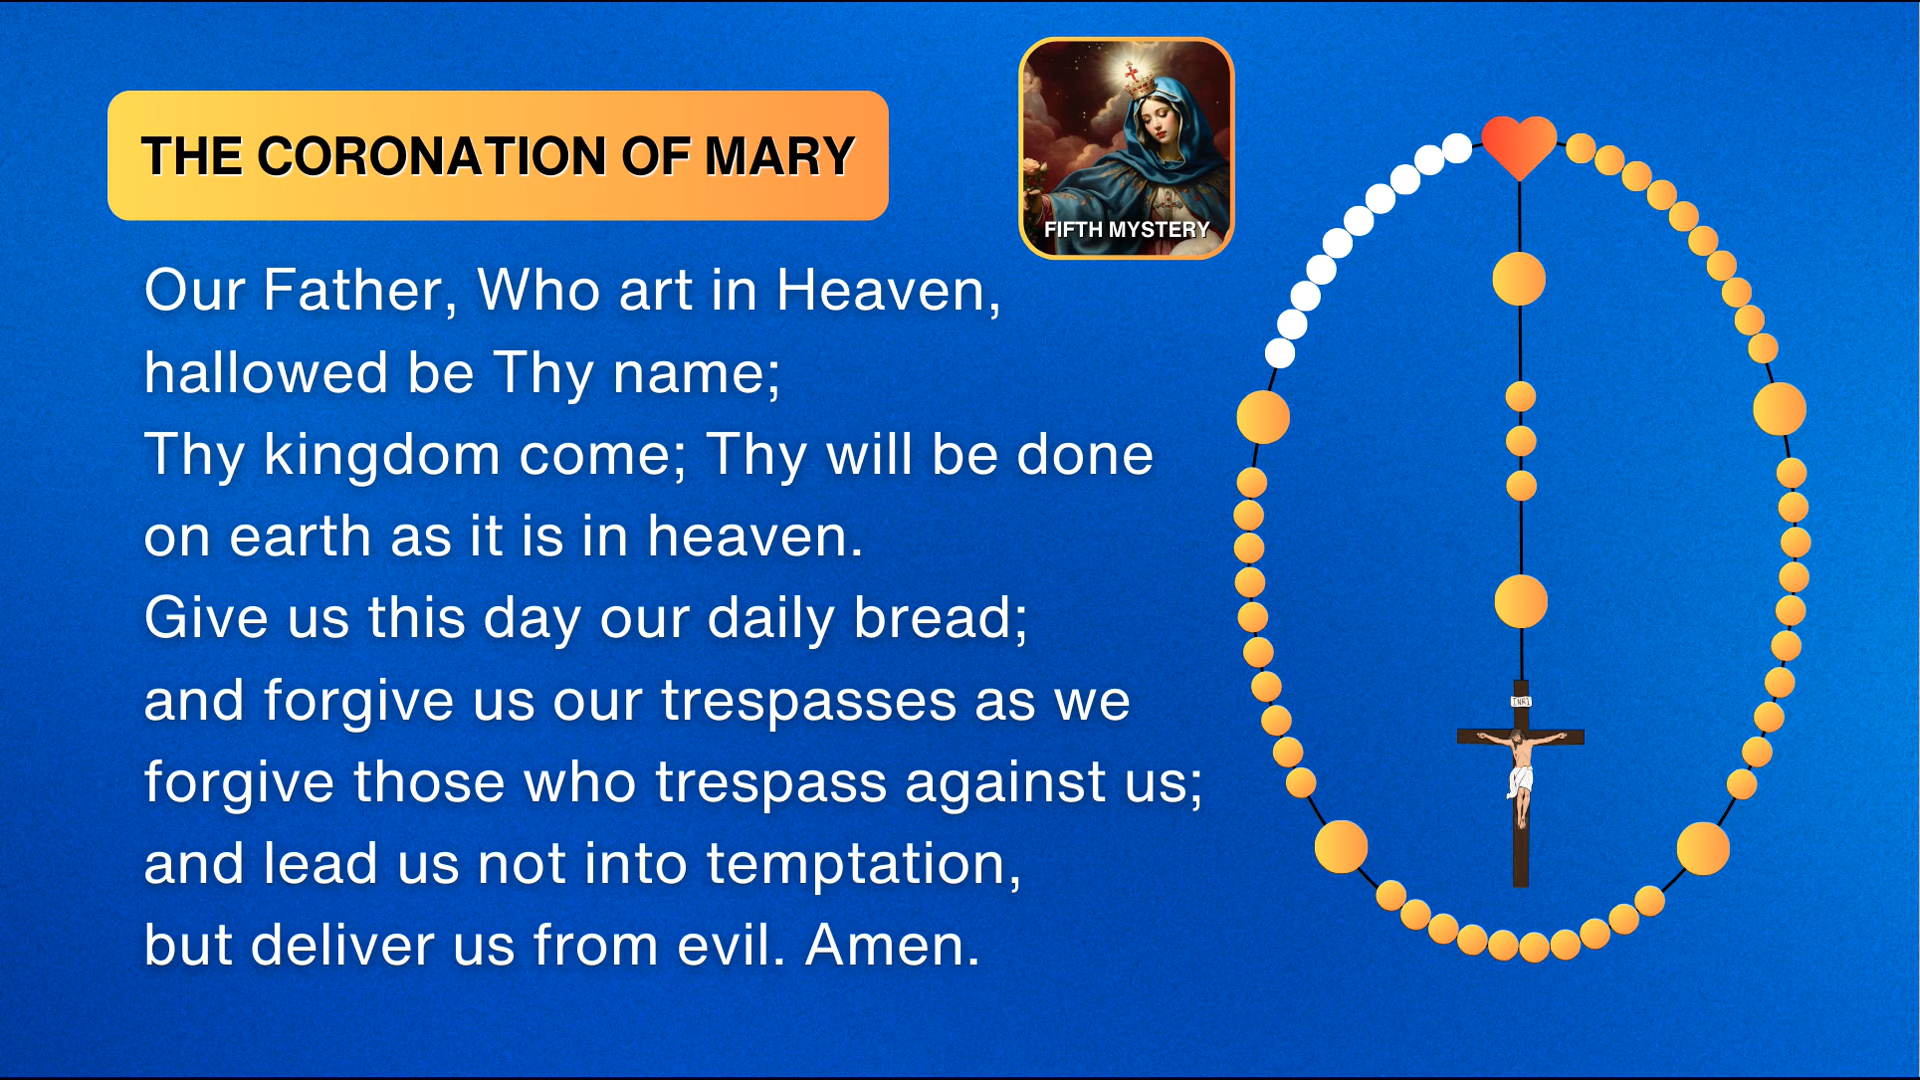 THE CORONATION OF MARY
FIFTH MYSTERY
Our Father, Who art in Heaven,
hallowed be Thy name;
Thy kingdom come; Thy will be done
on earth as it is in heaven.
Give us this day our daily bread;
and forgive us our trespasses as we
forgive those who trespass against us;
and lead us not into temptation,
but deliver us from evil. Amen.
INRI